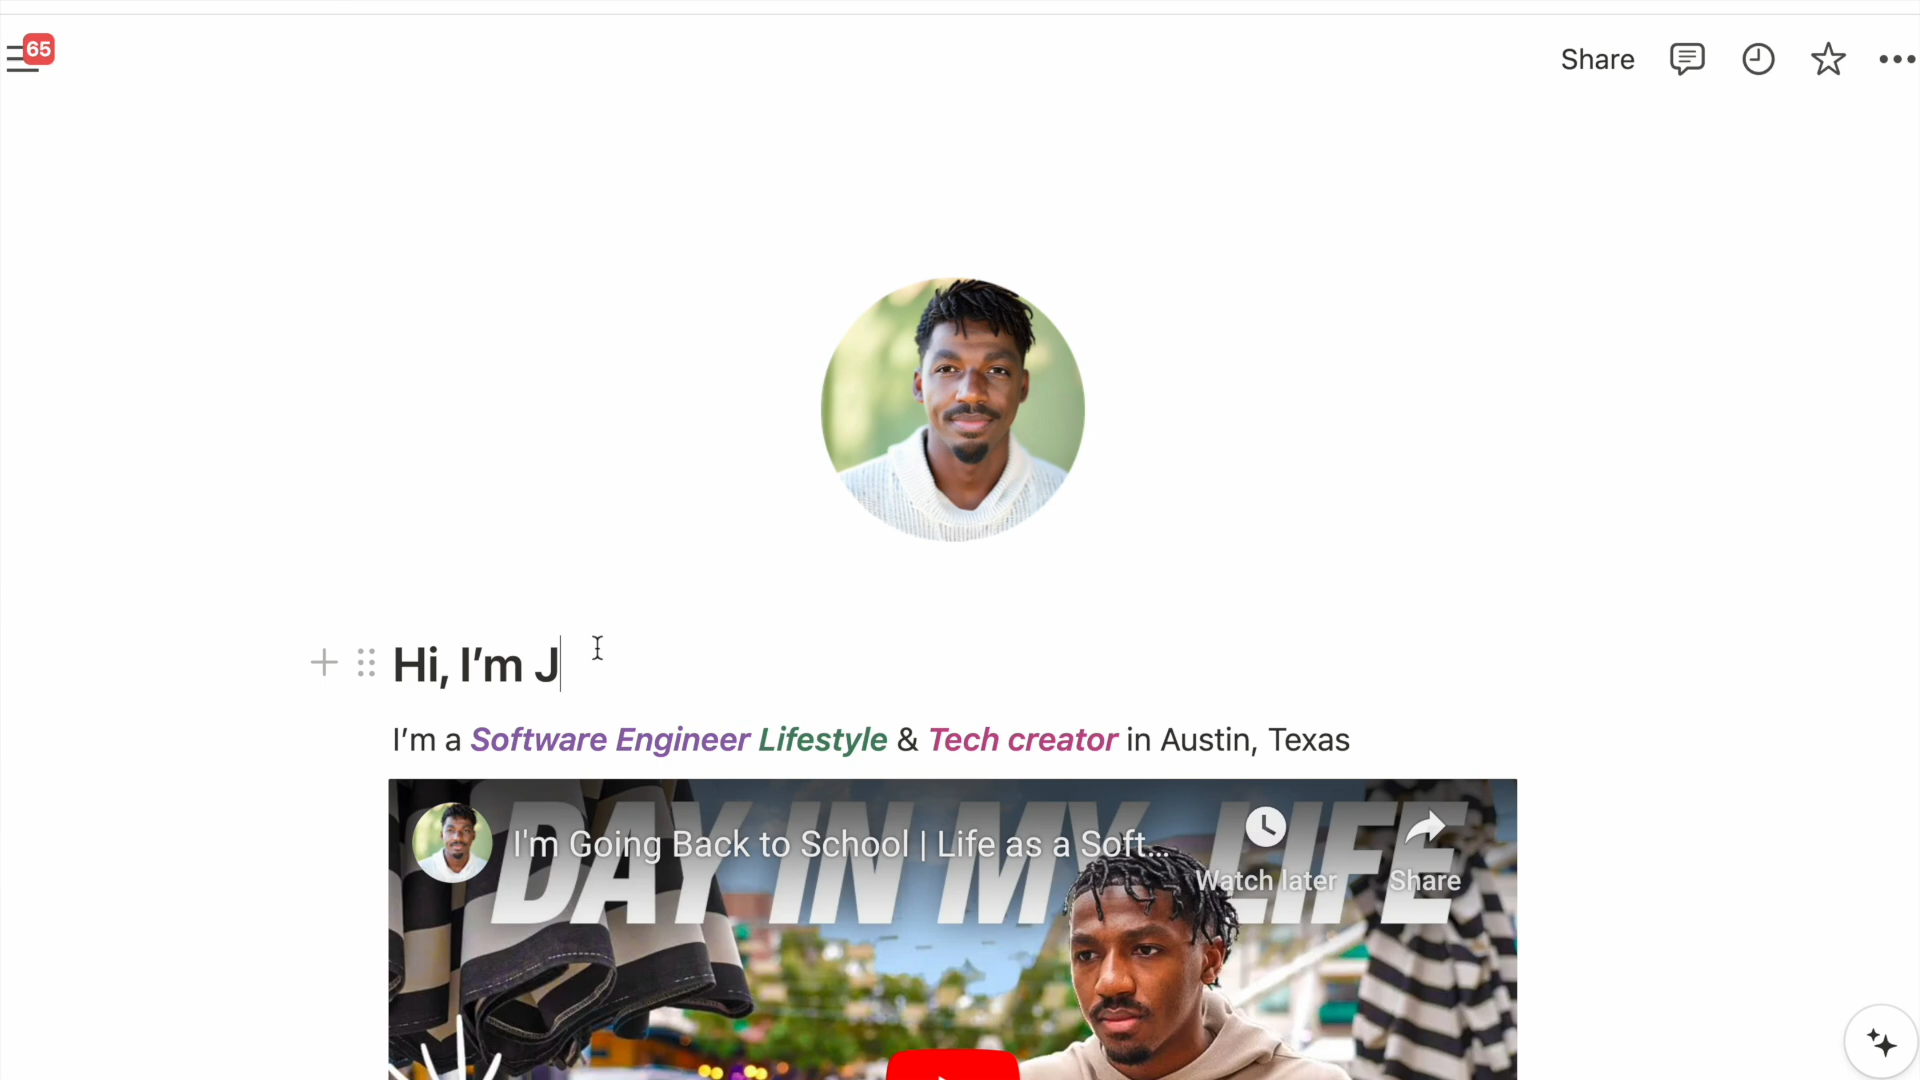 65
Share
Hi, I’m J
I’m a Software Engineer Lifestyle & Tech creator in Austin, Texas
DAY IN MY LIFE
I'm Going Back to School | Life as a Soft...
Watch later
Share